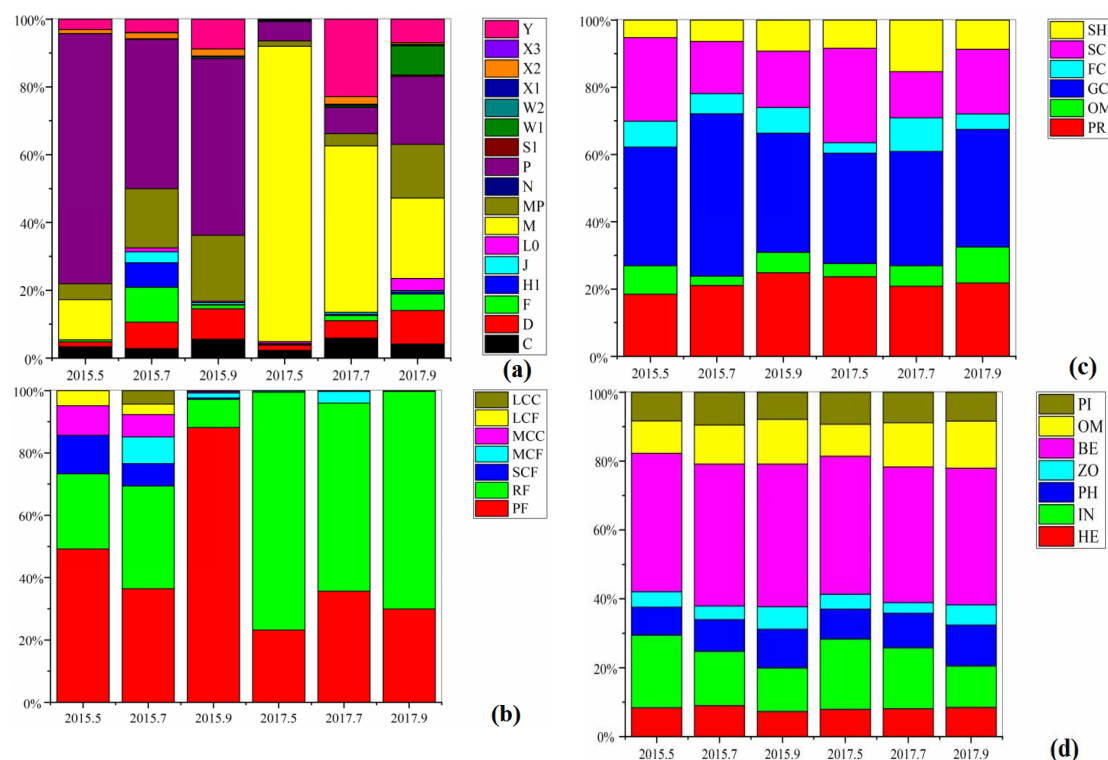 100%
80%
60%
40%
20%
0%
2015.5 2015.7 2015.9 2017.5 2017.7 2017.9
Y
X3
X2
X1
W2
W1
S1
P
N
MP
M
L0
J
H1
F
D
C
(a)
100%
80%
60%
40%
20%
0%
2015.5 2015.7 2015.9 2017.5 2017.7 2017.9
SH
SC
FC
GC
OM
PR
(c)
100%
80%
60%
40%
20%
0%
2015.5 2015.7 2015.9 2017.5 2017.7 2017.9
LCC
LCF
MCC
MCF
SCF
RF
PF
(b)
100%
80%
60%
40%
20%
0%
2015.5 2015.7 2015.9 2017.5 2017.7 2017.9
PI
OM
BE
ZO
PH
IN
HE
(d)